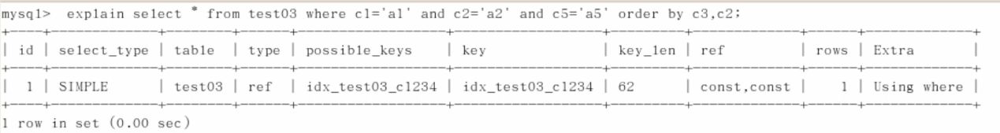 mysql>  explain select * from test03 where c1='a1' and c2='a2' and c5='a5' order by c3,c2;
+----+-------------+--------+------+-----------------+-----------------+---------+-------------+------+-------------+
| id | select_type | table | type | possible_keys | key | key_len | ref | rows | Extra |
+----+-------------+--------+------+-----------------+-----------------+---------+-------------+------+-------------+
| 1 | SIMPLE | test03 | ref | idx_test03_c1234 | idx_test03_c1234 | 62 | const,const | 1 | Using where |
+----+-------------+--------+------+-----------------+-----------------+---------+-------------+------+-------------+
1 row in set (0.00 sec)